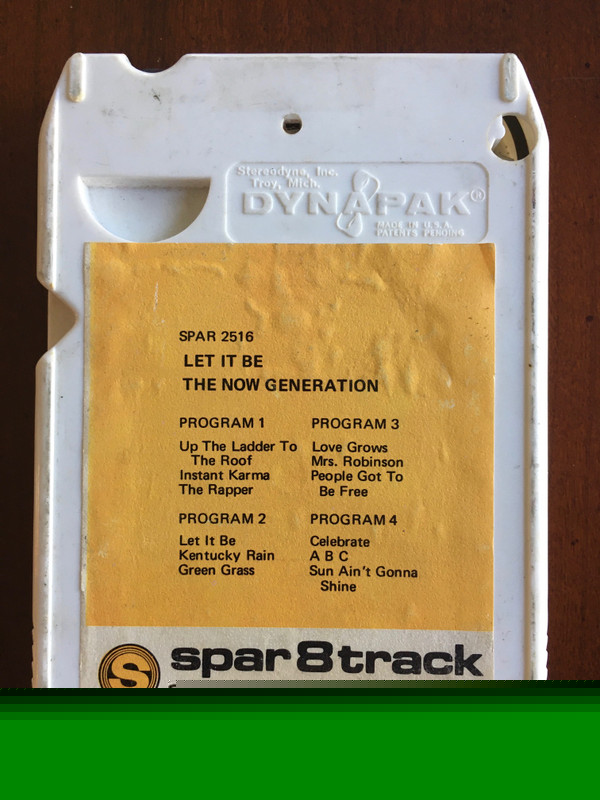 Stereodyne, Inc.
Troy, Mich.
DYNAPAK®
MADE IN U.S.A.
PATENTS PENDING
SPAR 2516
LET IT BE
THE NOW GENERATION
PROGRAM 1
Up The Ladder To
The Roof
Instant Karma
The Rapper
PROGRAM 2
Let It Be
Kentucky Rain
Green Grass
PROGRAM 3
Love Grows
Mrs. Robinson
People Got To
Be Free
PROGRAM 4
Celebrate
A B C
Sun Ain't Gonna
Shine
S
spar 8 track